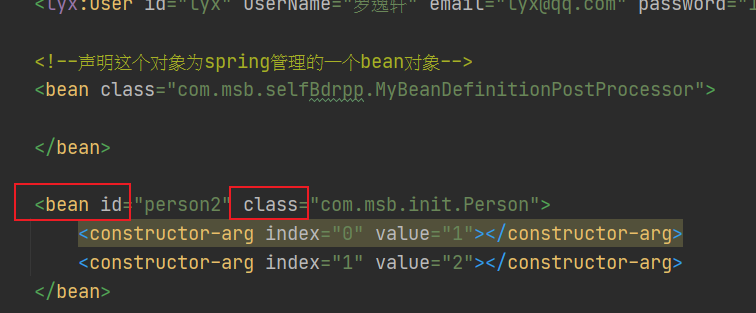 <lyx:User id="lyx" UserName="罗逸轩" email="lyx@qq.com" password="1
<!--声明这个对象为spring管理的一个bean对象-->
<bean class="com.msb.selfBdrpp.MyBeanDefinitionPostProcessor">
</bean>
<bean id="person2" class="com.msb.init.Person">
<constructor-arg index="0" value="1"></constructor-arg>
<constructor-arg index="1" value="2"></constructor-arg>
</bean>